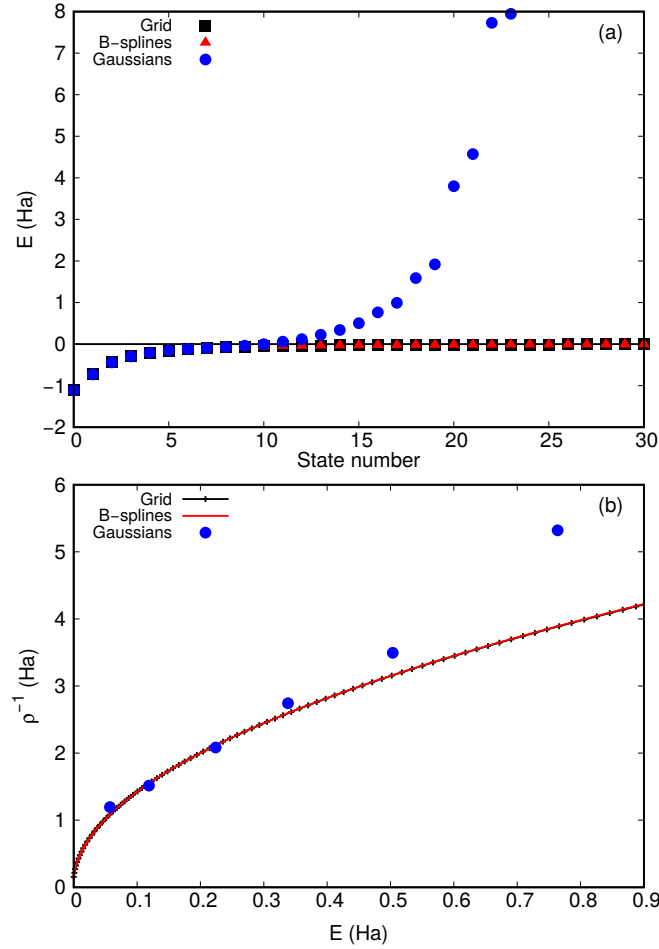 8
7
6
5
4
3
2
1
0
−1
−2
E (Ha)
Grid
B−splines
Gaussians
(a)
0 5 10 15 20 25 30
State number
6
5
4
3
2
1
0
ρ⁻¹ (Ha)
Grid
B−splines
Gaussians
(b)
0 0.1 0.2 0.3 0.4 0.5 0.6 0.7 0.8 0.9
E (Ha)